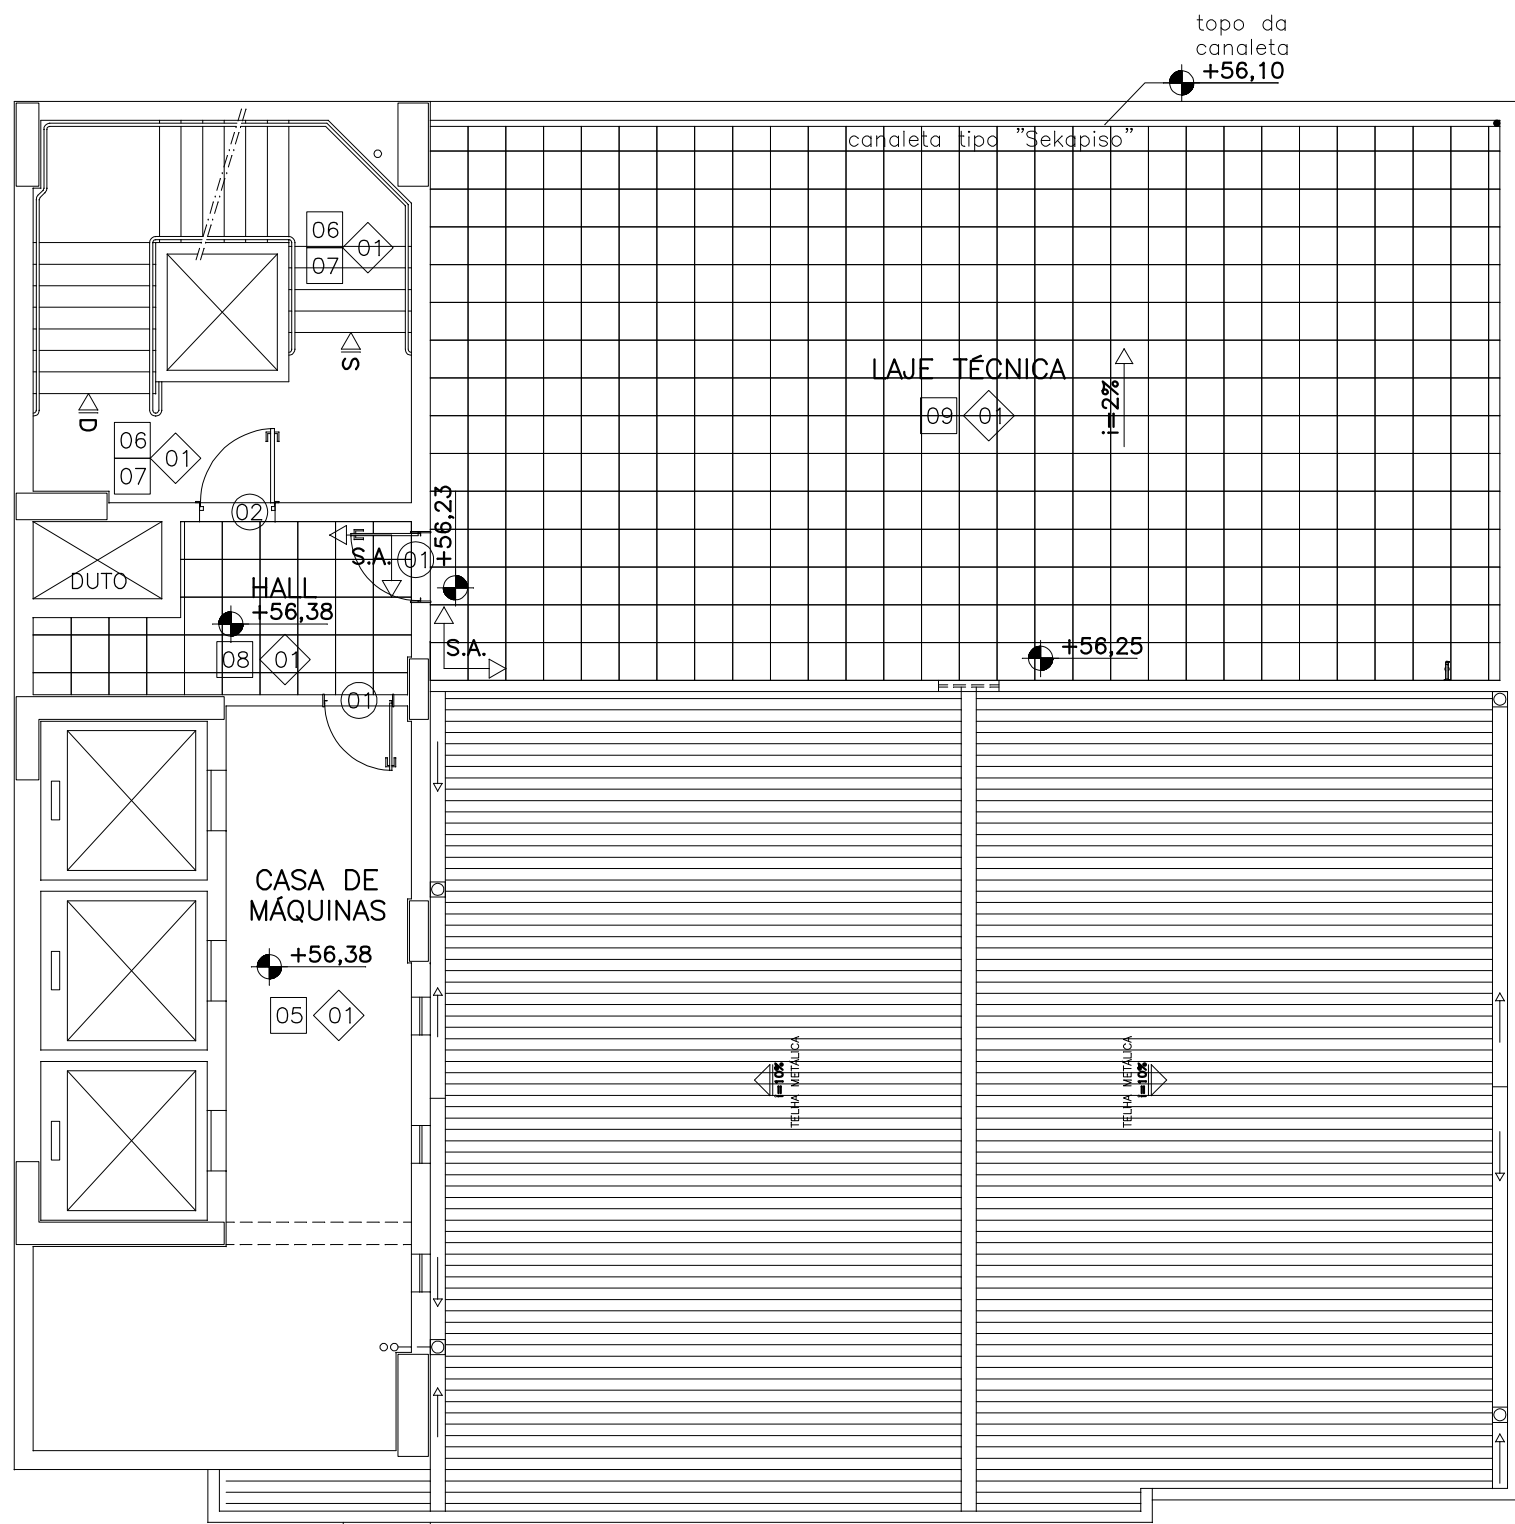 topo da
canaleta
+56,10
canaleta tipo "Sekapiso"
06
01
07
S
LAJE TÉCNICA
09
01
i=2%
D
06
01
07
02
+56,23
S.A.
01
DUTO
HALL
+56,38
08
01
S.A.
+56,25
01
CASA DE
MÁQUINAS
+56,38
05
01
i=10%
TELHA METÁLICA
TELHA METÁLICA
i=10%